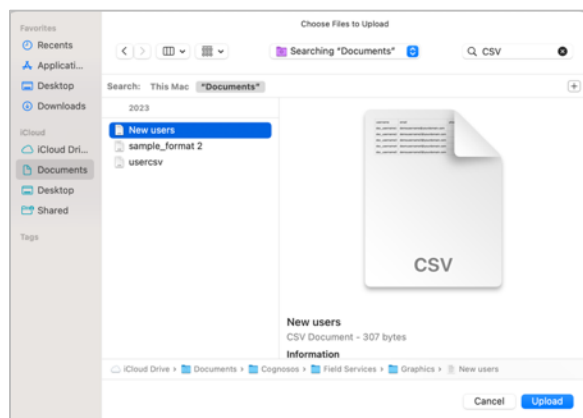 Choose Files to Upload
Favorites
Recents
Applicati...
Desktop
Downloads
iCloud
iCloud Dri...
Documents
Desktop
Shared
Tags
Searching "Documents"
CSV
Search: This Mac "Documents"
2023
New users
sample_format 2
usercsv
CSV
New users
CSV Document - 307 bytes
Information
iCloud Drive › Documents › Cognosos › Field Services › Graphics › New users
Cancel Upload